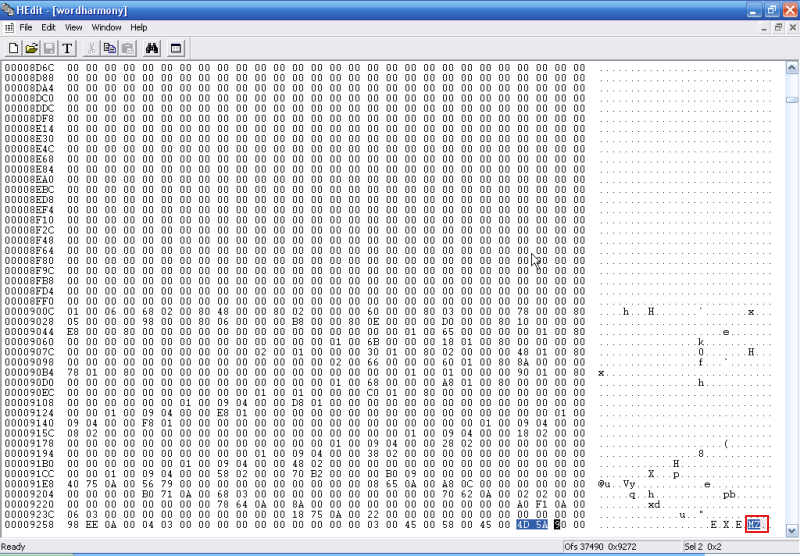 HEdit - [wordharmony]
File Edit View Window Help
00008D6C 00 00 00 00 00 00 00 00 00 00 00 00 00 00 00 00 00 00 00 00 00 00 00 00 00 00 00 00 ............................
00008D88 00 00 00 00 00 00 00 00 00 00 00 00 00 00 00 00 00 00 00 00 00 00 00 00 00 00 00 00 ............................
00008DA4 00 00 00 00 00 00 00 00 00 00 00 00 00 00 00 00 00 00 00 00 00 00 00 00 00 00 00 00 ............................
00008DC0 00 00 00 00 00 00 00 00 00 00 00 00 00 00 00 00 00 00 00 00 00 00 00 00 00 00 00 00 ............................
00008DDC 00 00 00 00 00 00 00 00 00 00 00 00 00 00 00 00 00 00 00 00 00 00 00 00 00 00 00 00 ............................
00008DF8 00 00 00 00 00 00 00 00 00 00 00 00 00 00 00 00 00 00 00 00 00 00 00 00 00 00 00 00 ............................
00008E14 00 00 00 00 00 00 00 00 00 00 00 00 00 00 00 00 00 00 00 00 00 00 00 00 00 00 00 00 ............................
00008E30 00 00 00 00 00 00 00 00 00 00 00 00 00 00 00 00 00 00 00 00 00 00 00 00 00 00 00 00 ............................
00008E4C 00 00 00 00 00 00 00 00 00 00 00 00 00 00 00 00 00 00 00 00 00 00 00 00 00 00 00 00 ............................
00008E68 00 00 00 00 00 00 00 00 00 00 00 00 00 00 00 00 00 00 00 00 00 00 00 00 00 00 00 00 ............................
00008E84 00 00 00 00 00 00 00 00 00 00 00 00 00 00 00 00 00 00 00 00 00 00 00 00 00 00 00 00 ............................
00008EA0 00 00 00 00 00 00 00 00 00 00 00 00 00 00 00 00 00 00 00 00 00 00 00 00 00 00 00 00 ............................
00008EBC 00 00 00 00 00 00 00 00 00 00 00 00 00 00 00 00 00 00 00 00 00 00 00 00 00 00 00 00 ............................
00008ED8 00 00 00 00 00 00 00 00 00 00 00 00 00 00 00 00 00 00 00 00 00 00 00 00 00 00 00 00 ............................
00008EF4 00 00 00 00 00 00 00 00 00 00 00 00 00 00 00 00 00 00 00 00 00 00 00 00 00 00 00 00 ............................
00008F10 00 00 00 00 00 00 00 00 00 00 00 00 00 00 00 00 00 00 00 00 00 00 00 00 00 00 00 00 ............................
00008F2C 00 00 00 00 00 00 00 00 00 00 00 00 00 00 00 00 00 00 00 00 00 00 00 00 00 00 00 00 ............................
00008F48 00 00 00 00 00 00 00 00 00 00 00 00 00 00 00 00 00 00 00 00 00 00 00 00 00 00 00 00 ............................
00008F64 00 00 00 00 00 00 00 00 00 00 00 00 00 00 00 00 00 00 00 00 00 00 00 00 00 00 00 00 ............................
00008F80 00 00 00 00 00 00 00 00 00 00 00 00 00 00 00 00 00 00 00 00 00 00 00 00 00 00 00 00 ............................
00008F9C 00 00 00 00 00 00 00 00 00 00 00 00 00 00 00 00 00 00 00 00 00 00 00 00 00 00 00 00 ............................
00008FB8 00 00 00 00 00 00 00 00 00 00 00 00 00 00 00 00 00 00 00 00 00 00 00 00 00 00 00 00 ............................
00008FD4 00 00 00 00 00 00 00 00 00 00 00 00 00 00 00 00 00 00 00 00 00 00 00 00 00 00 00 00 ............................
00008FF0 00 00 00 00 00 00 00 00 00 00 00 00 00 00 00 00 00 00 00 00 00 00 00 00 00 00 00 00 ............................
0000900C 01 00 06 00 68 02 00 80 48 00 00 80 02 00 00 00 60 00 00 80 03 00 00 00 78 00 00 80 ....h...H.......`.......x...
00009028 05 00 00 00 98 00 00 80 06 00 00 00 B8 00 00 80 0E 00 00 00 D0 00 00 80 10 00 00 00 ............................
00009044 E8 00 00 80 00 00 00 00 00 00 00 00 00 00 00 00 00 00 01 00 65 00 00 00 00 01 00 80 ....................e.......
00009060 00 00 00 00 00 00 00 00 00 00 00 00 00 00 01 00 6B 00 00 00 18 01 00 80 00 00 00 00 ................k...........
0000907C 00 00 00 00 00 00 00 00 00 00 02 00 01 00 00 00 30 01 00 80 02 00 00 00 48 01 00 80 ................0.......H...
00009098 00 00 00 00 00 00 00 00 00 00 00 00 00 00 02 00 66 00 00 00 60 01 00 80 8A 00 00 00 ................f...`.......
000090B4 78 01 00 80 00 00 00 00 00 00 00 00 00 00 00 00 00 00 01 00 01 00 00 00 90 01 00 80 x...........................
000090D0 00 00 00 00 00 00 00 00 00 00 00 00 00 00 01 00 68 00 00 00 A8 01 00 80 00 00 00 00 ................h...........
000090EC 00 00 00 00 00 00 00 00 00 00 01 00 01 00 00 00 C0 01 00 80 00 00 00 00 00 00 00 00 ............................
00009108 00 00 00 00 00 00 01 00 09 04 00 00 D8 01 00 00 00 00 00 00 00 00 00 00 00 00 00 00 ............................
00009124 00 00 01 00 09 04 00 00 E8 01 00 00 00 00 00 00 00 00 00 00 00 00 00 00 00 00 01 00 ............................
00009140 09 04 00 00 F8 01 00 00 00 00 00 00 00 00 00 00 00 00 00 00 00 00 01 00 09 04 00 00 ............................
0000915C 08 02 00 00 00 00 00 00 00 00 00 00 00 00 00 00 00 00 01 00 09 04 00 00 18 02 00 00 ............................
00009178 00 00 00 00 00 00 00 00 00 00 00 00 00 00 01 00 09 04 00 00 28 02 00 00 00 00 00 00 ....................(.......
00009194 00 00 00 00 00 00 00 00 00 00 01 00 09 04 00 00 38 02 00 00 00 00 00 00 00 00 00 00 ................8...........
000091B0 00 00 00 00 00 00 01 00 09 04 00 00 48 02 00 00 00 00 00 00 00 00 00 00 00 00 00 00 ............H...............
000091CC 00 00 01 00 09 04 00 00 58 02 00 00 70 B2 00 00 B0 09 00 00 00 00 00 00 00 00 00 00 ........X...p...............
000091E8 40 75 0A 00 56 79 00 00 00 00 00 00 00 00 00 00 08 65 0A 00 A8 0C 00 00 00 00 00 00 @u..Vy...........e..........
00009204 00 00 00 00 B0 71 0A 00 68 03 00 00 00 00 00 00 00 00 00 00 70 62 0A 00 02 02 00 00 .....q..h...........pb......
00009220 00 00 00 00 00 00 00 00 78 64 0A 00 8A 00 00 00 00 00 00 00 00 00 00 00 A0 F1 0A 00 ........xd..................
0000923C 06 03 00 00 00 00 00 00 00 00 00 00 18 75 0A 00 22 00 00 00 00 00 00 00 00 00 00 00 .............u.."...........
00009258 98 EE 0A 00 04 03 00 00 00 00 00 00 00 00 00 00 03 00 45 00 58 00 45 00 4D 5A 90 00 ..................E.X.E.MZ..
Ready Ofs 37490 0x9272 Sel 2 0x2